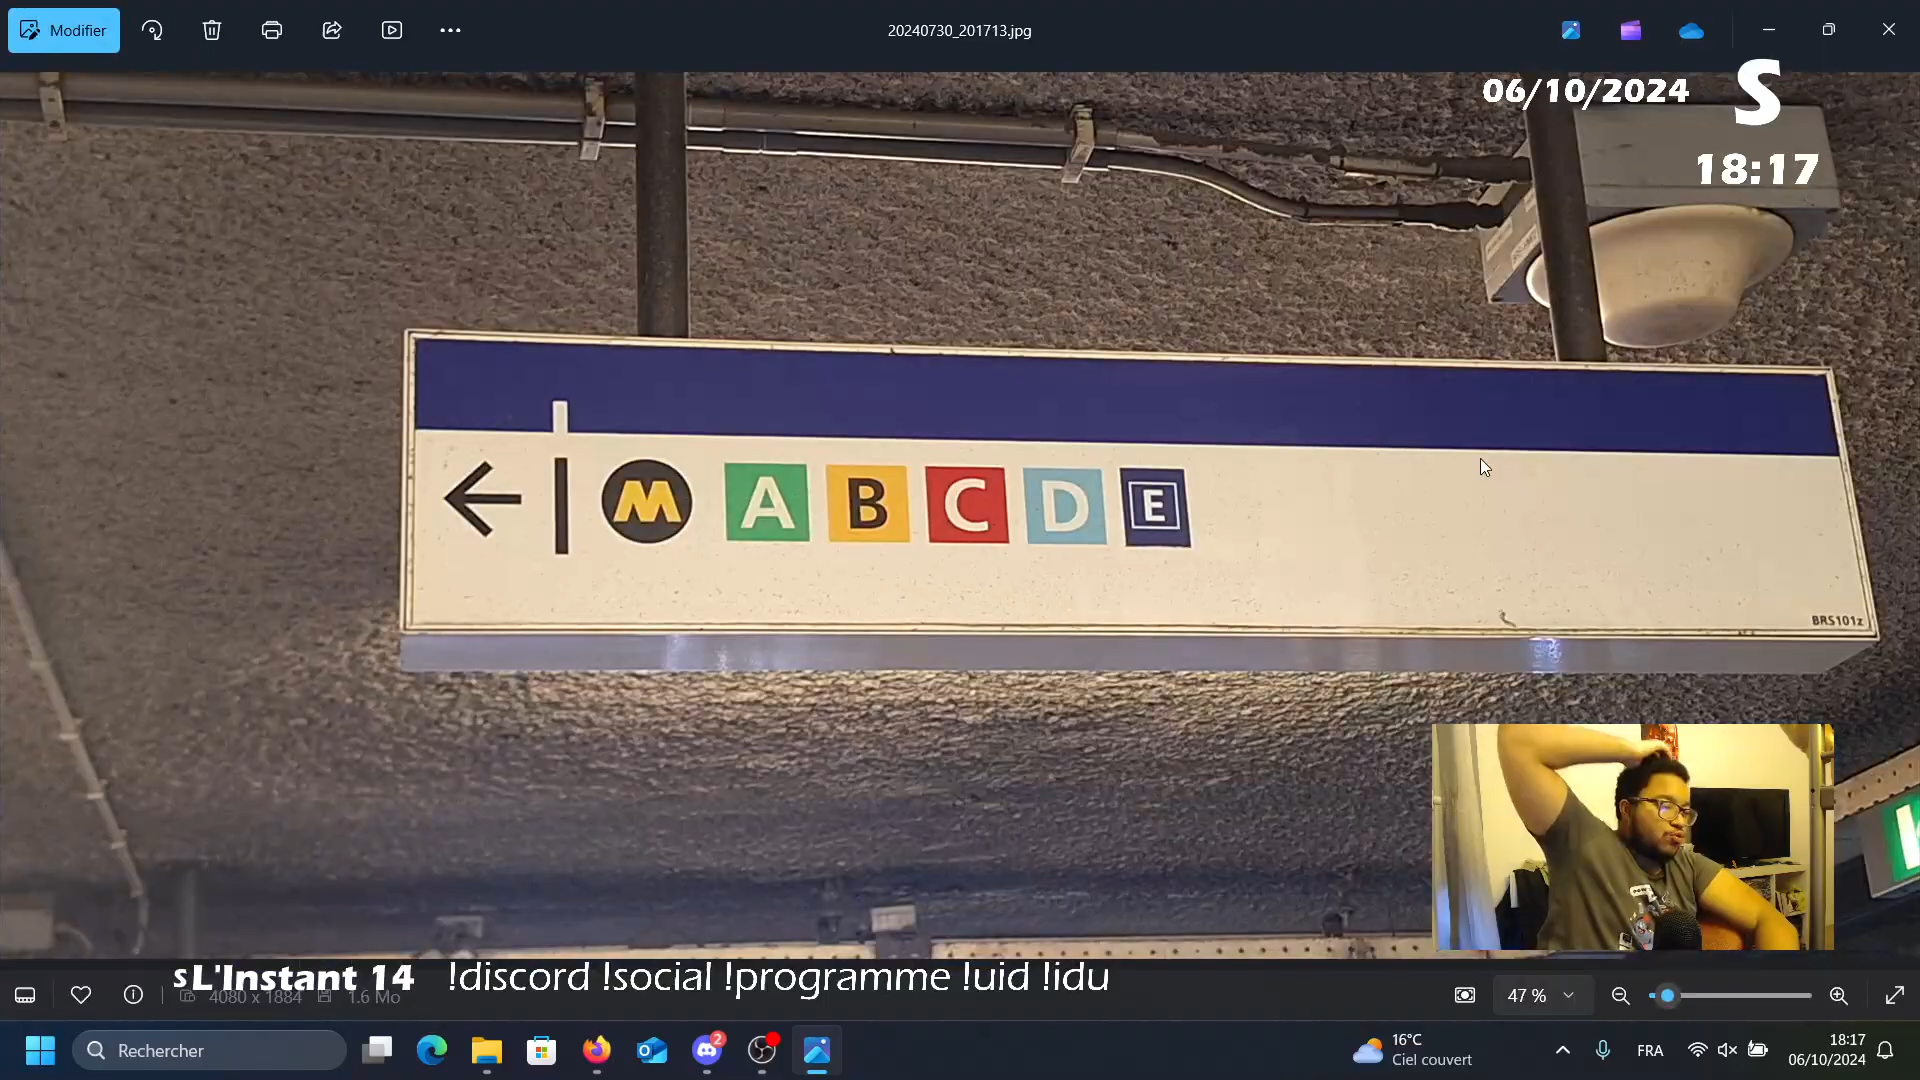 Modifier
20240730_201713.jpg
06/10/2024 S
18:17
← M A B C D E
BRS101z
sL'Instant 14 !discord !social !programme !uid !idu
4080 x 1884 1.6 Mo
47 %
Rechercher
2
16°C
Ciel couvert
FRA
18:17
06/10/2024